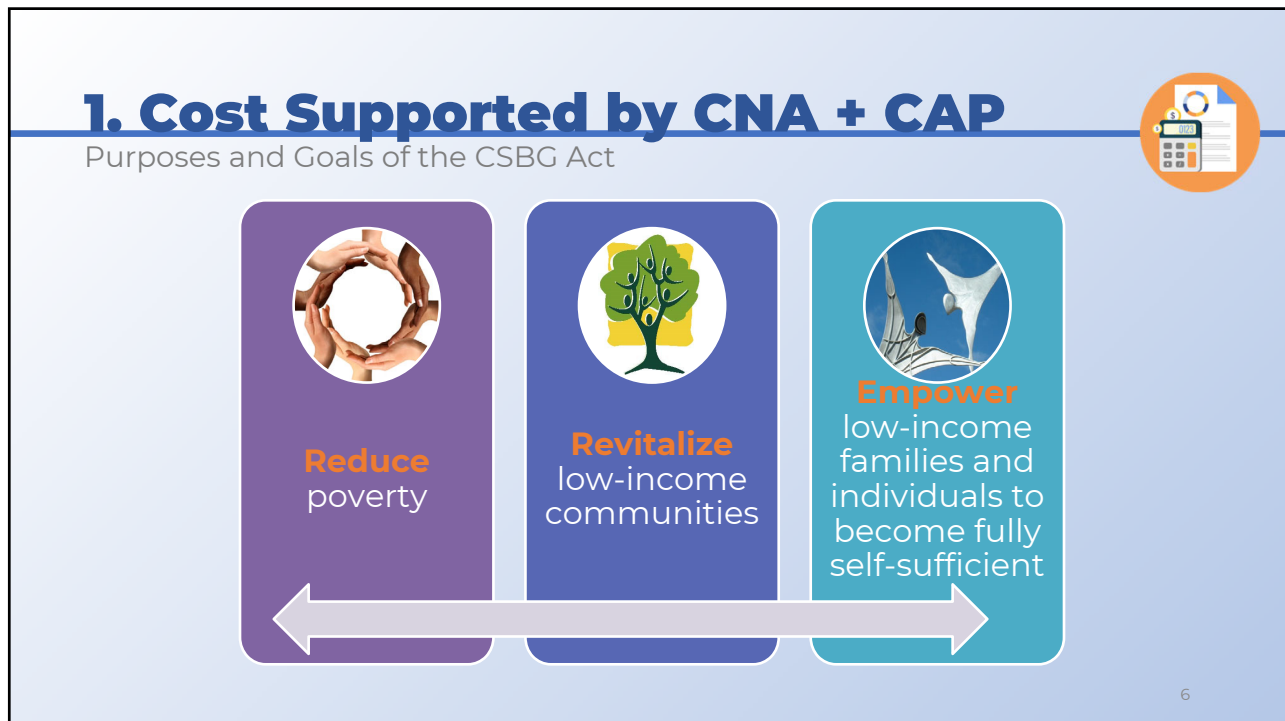 1. Cost Supported by CNA + CAP
Purposes and Goals of the CSBG Act
$
0123
Reduce
poverty
Revitalize
low-income
communities
Empower
low-income
families and
individuals to
become fully
self-sufficient
6